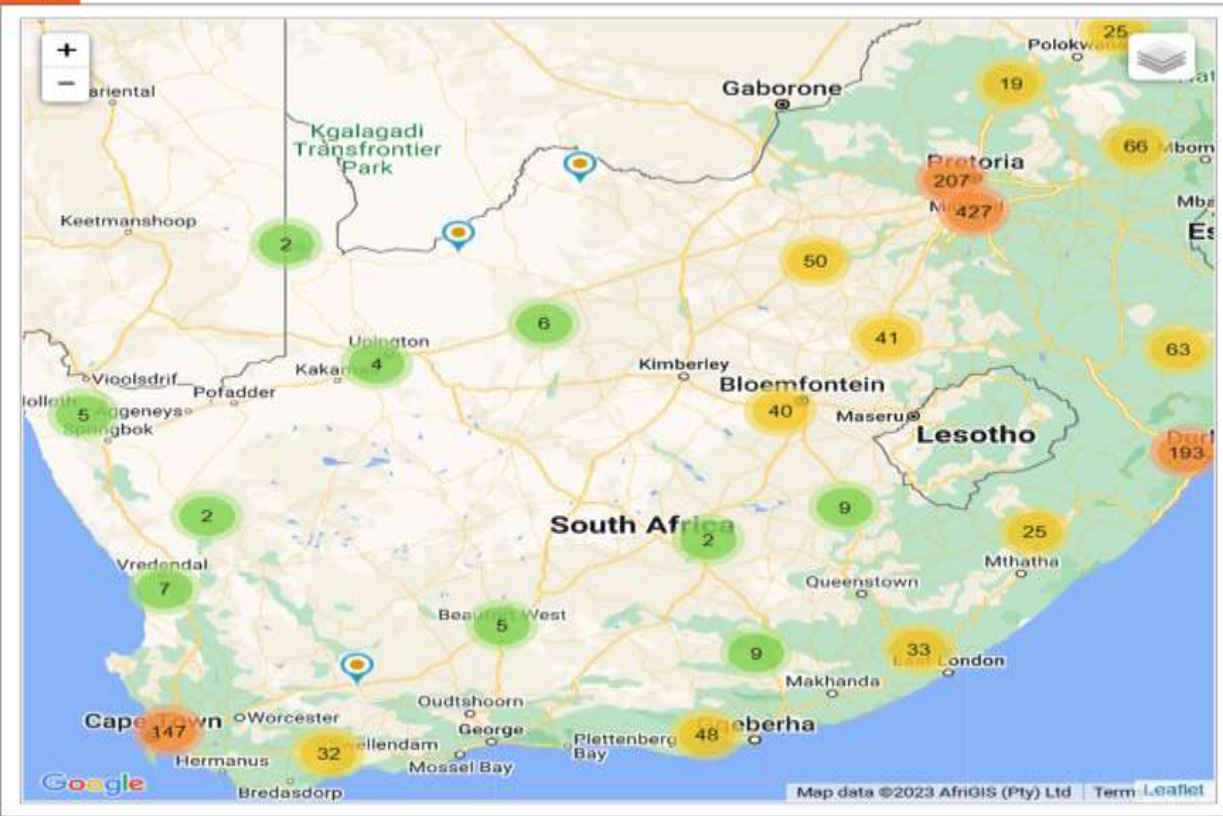 +
−
ariental
Kgalagadi
Transfrontier
Park
Gaborone
25
19
66
Pretoria
207
427
Keetmanshoop
2
50
6
Upington
4
41
63
Kimberley
Vioolsdrif
Pofadder
Bloemfontein
40
Maseru
Lesotho
5
Aggeneys
Springbok
193
2
South Africa
2
9
25
Mthatha
Vredendal
7
Queenstown
Beaufort West
5
9
33
East London
Makhanda
Oudtshoorn
Cape Town
147
Worcester
George
Plettenberg
Bay
48
Gqeberha
32
Hermanus
Mossel Bay
Bredasdorp
Google
Map data ©2023 AfriGIS (Pty) Ltd
Term
Leaflet